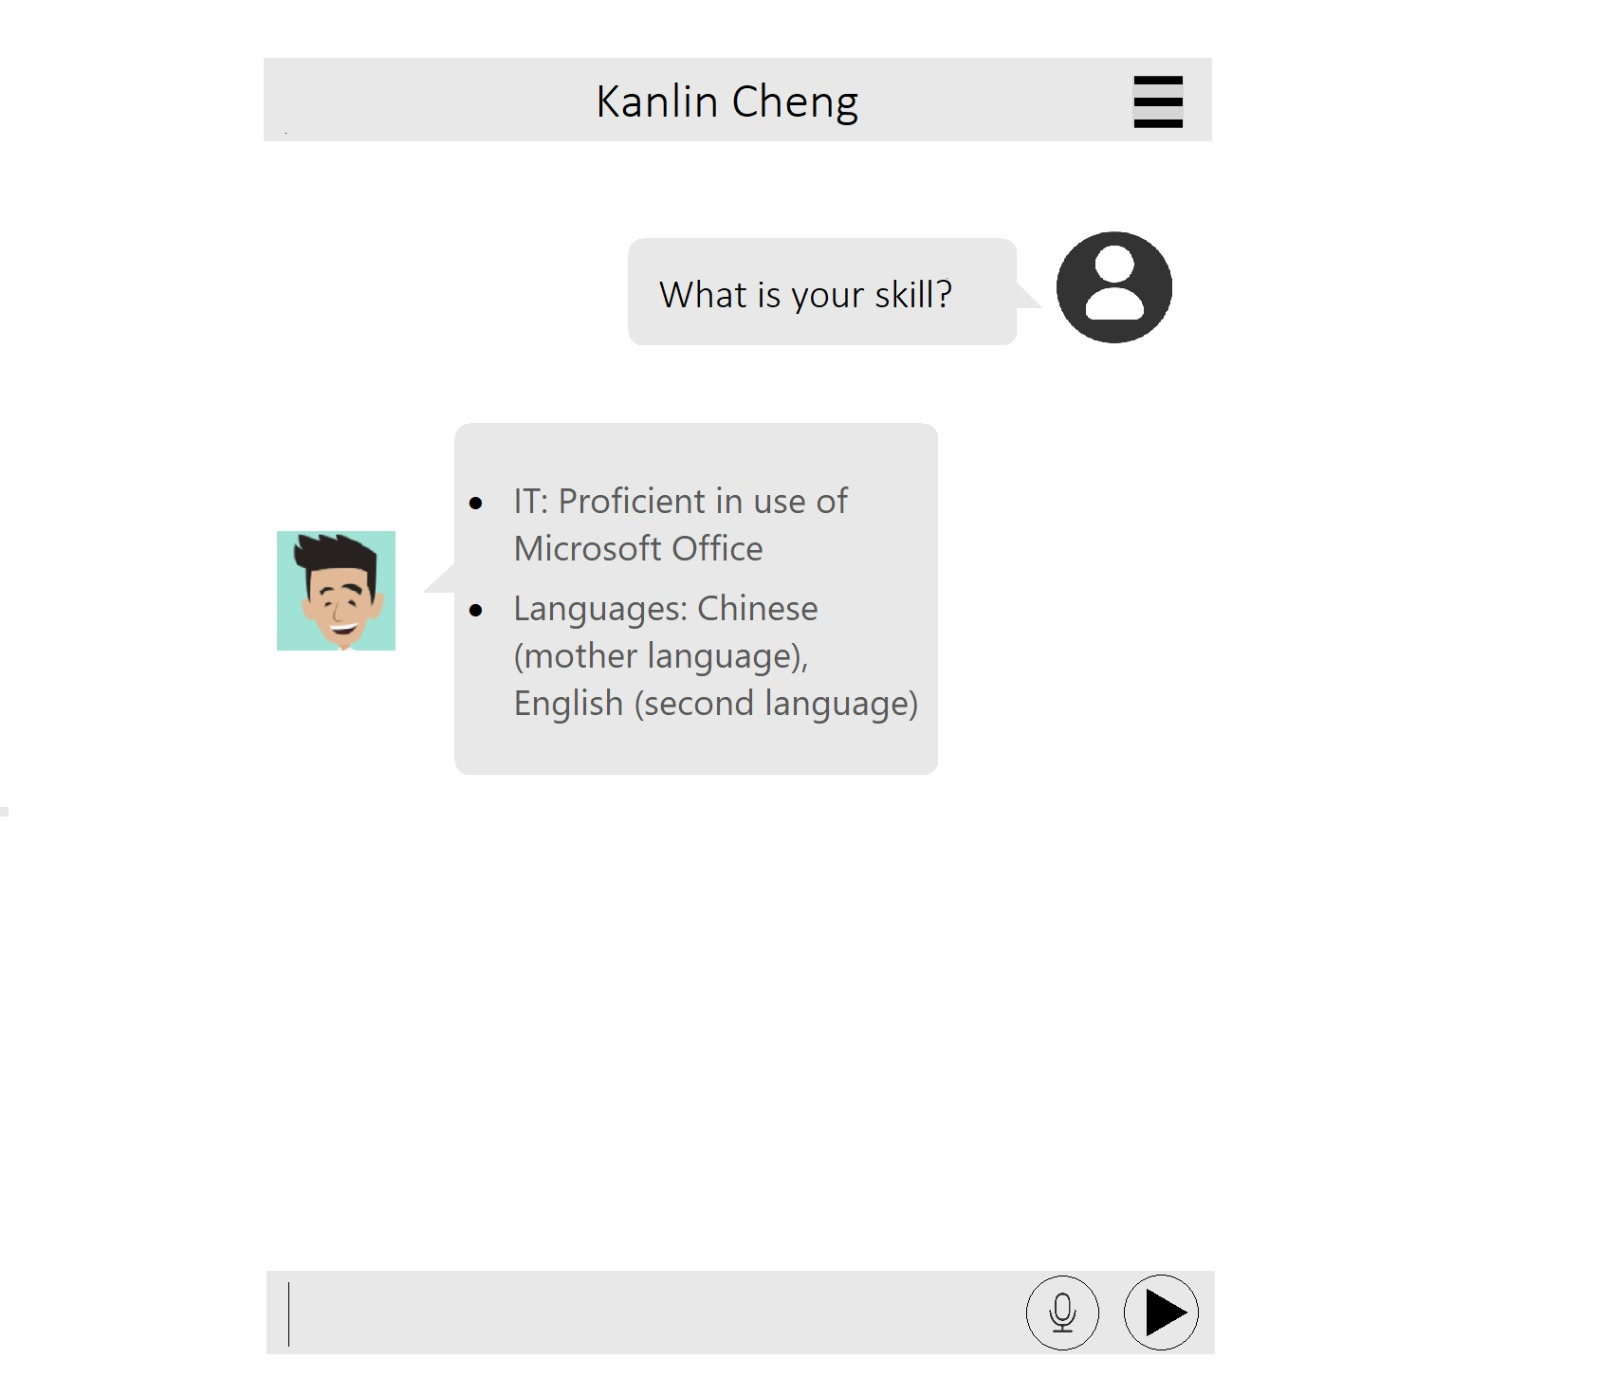 Kanlin Cheng
What is your skill?
• IT: Proficient in use of
Microsoft Office
• Languages: Chinese
(mother language),
English (second language)